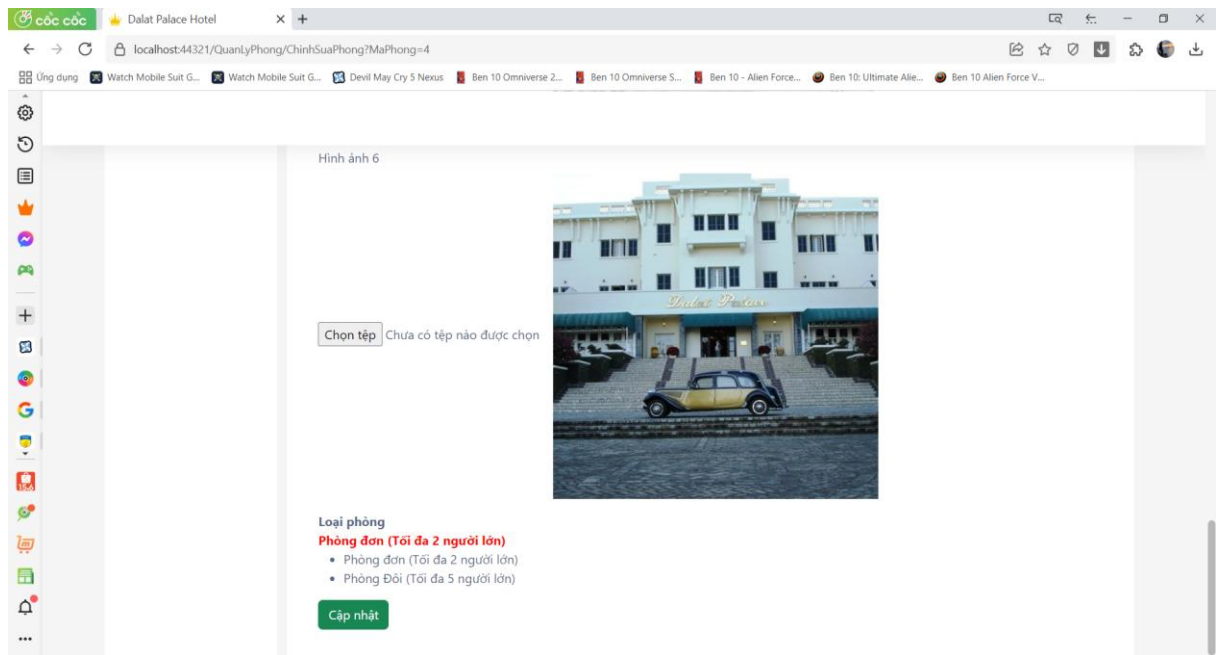 cốc cốc
Dalat Palace Hotel
localhost:44321/QuanLyPhong/ChinhSuaPhong?MaPhong=4
Ứng dụng
Watch Mobile Suit G...
Watch Mobile Suit G...
Devil May Cry 5 Nexus
Ben 10 Omniverse 2...
Ben 10 Omniverse S...
Ben 10 - Alien Force...
Ben 10: Ultimate Alie...
Ben 10 Alien Force V...
Hình ảnh 6
Dalat Palace
Chọn tệp Chưa có tệp nào được chọn
15.6
Loại phòng
Phòng đơn (Tối đa 2 người lớn)
• Phòng đơn (Tối đa 2 người lớn)
• Phòng Đôi (Tối đa 5 người lớn)
Cập nhật